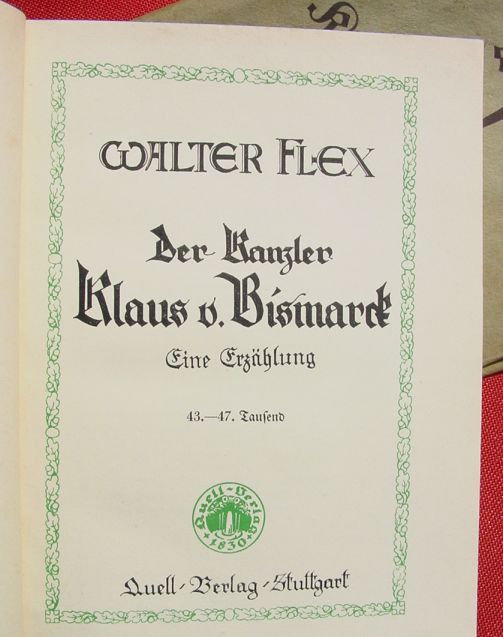 WALTER FLEX
Der Kanzler
Klaus v. Bismarck
Eine Erzählung
43.—47. Tausend
Quell-Verlag
1830
Quell-Verlag-Stuttgart